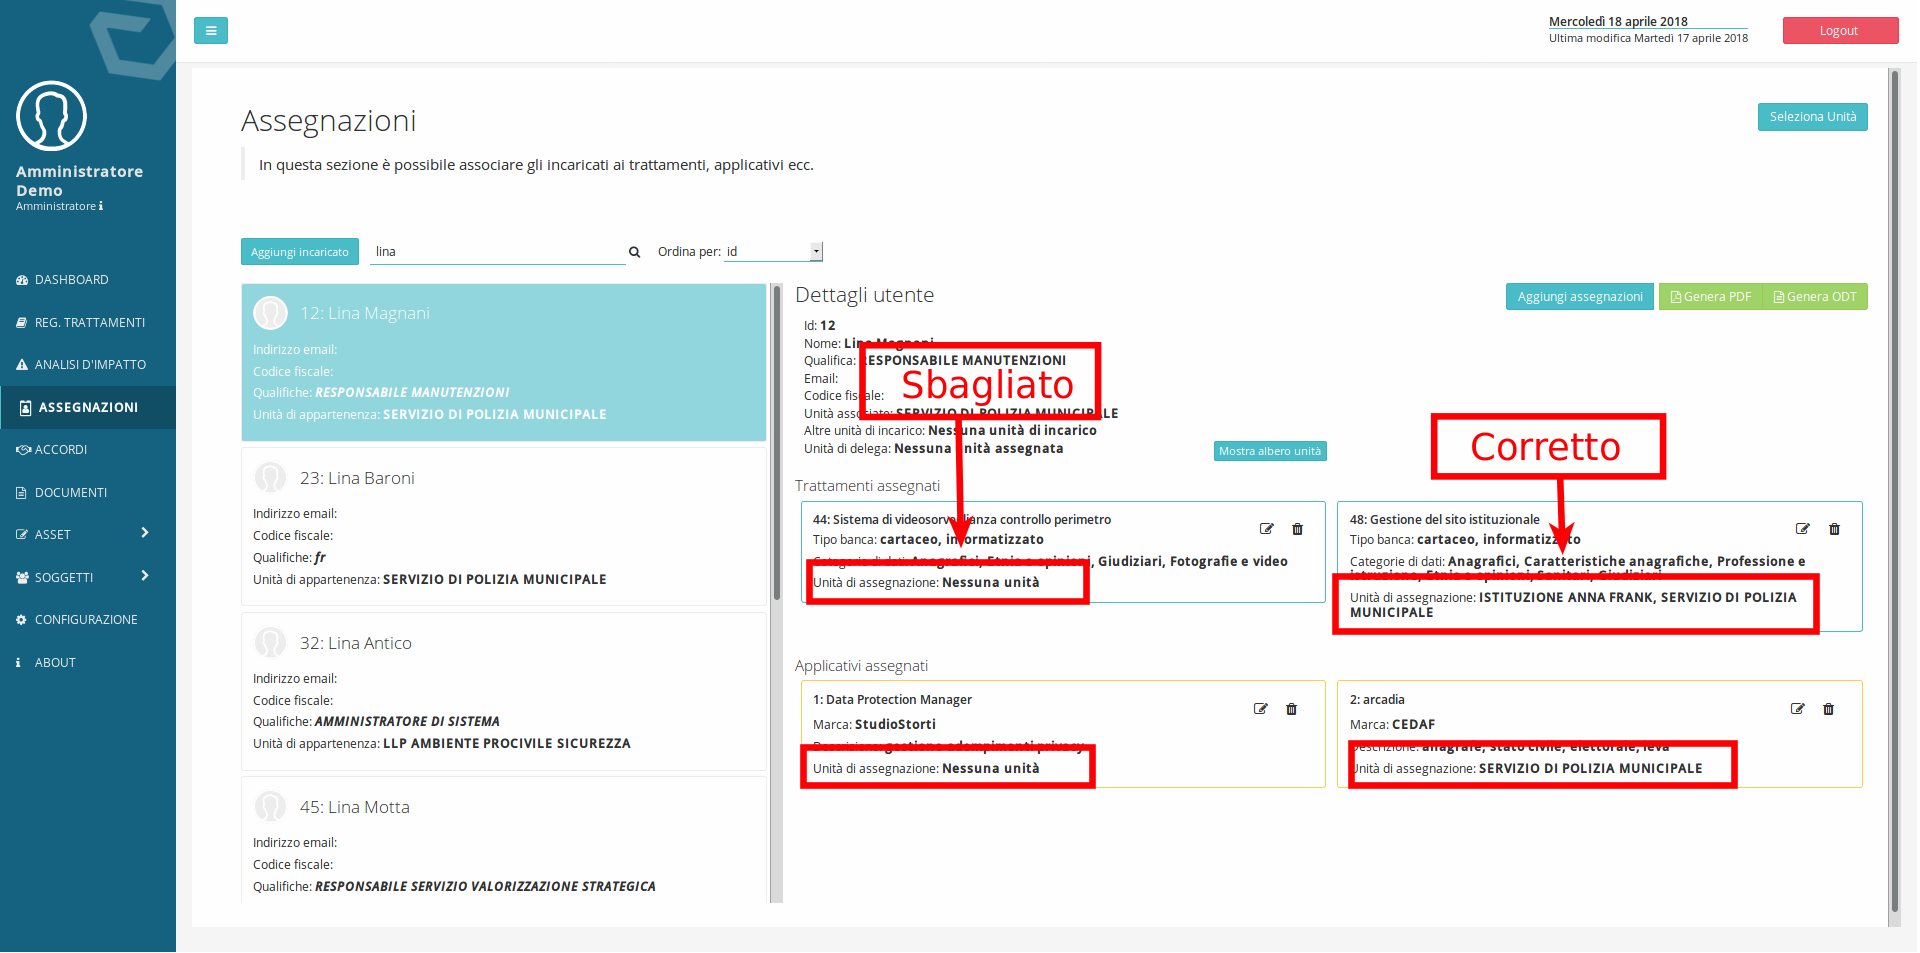 Mercoledì 18 aprile 2018
Ultima modifica Martedì 17 aprile 2018
Logout
Amministratore
Demo
Amministratore
DASHBOARD
REG. TRATTAMENTI
ANALISI D'IMPATTO
ASSEGNAZIONI
ACCORDI
DOCUMENTI
ASSET
SOGGETTI
CONFIGURAZIONE
ABOUT
Assegnazioni
Seleziona Unità
In questa sezione è possibile associare gli incaricati ai trattamenti, applicativi ecc.
Aggiungi incaricato
lina
Ordina per: id
12: Lina Magnani
Indirizzo email:
Codice fiscale:
Qualifiche: RESPONSABILE MANUTENZIONI
Unità di appartenenza: SERVIZIO DI POLIZIA MUNICIPALE
23: Lina Baroni
Indirizzo email:
Codice fiscale:
Qualifiche: fr
Unità di appartenenza: SERVIZIO DI POLIZIA MUNICIPALE
32: Lina Antico
Indirizzo email:
Codice fiscale:
Qualifiche: AMMINISTRATORE DI SISTEMA
Unità di appartenenza: LLP AMBIENTE PROCIVILE SICUREZZA
45: Lina Motta
Indirizzo email:
Codice fiscale:
Qualifiche: RESPONSABILE SERVIZIO VALORIZZAZIONE STRATEGICA
Dettagli utente
Aggiungi assegnazioni
Genera PDF
Genera ODT
Id: 12
Nome: Lina Magnani
Qualifica: RESPONSABILE MANUTENZIONI
Email:
Codice fiscale:
Unità associate: SERVIZIO DI POLIZIA MUNICIPALE
Altre unità di incarico: Nessuna unità di incarico
Unità di delega: Nessuna unità assegnata
Sbagliato
Mostra albero unità
Corretto
Trattamenti assegnati
44: Sistema di videosorveglianza controllo perimetro
Tipo banca: cartaceo, informatizzato
Categorie di dati: Anagrafici, Etnie e opinioni, Giudiziari, Fotografie e video
Unità di assegnazione: Nessuna unità
48: Gestione del sito istituzionale
Tipo banca: cartaceo, informatizzato
Categorie di dati: Anagrafici, Caratteristiche anagrafiche, Professione e
istruzione, Etnie e opinioni, Sanitari, Giudiziari
Unità di assegnazione: ISTITUZIONE ANNA FRANK, SERVIZIO DI POLIZIA
MUNICIPALE
Applicativi assegnati
1: Data Protection Manager
Marca: StudioStorti
Descrizione: gestione adempimenti privacy
Unità di assegnazione: Nessuna unità
2: arcadia
Marca: CEDAF
Descrizione: anagrafe, stato civile, elettorale, leva
Unità di assegnazione: SERVIZIO DI POLIZIA MUNICIPALE